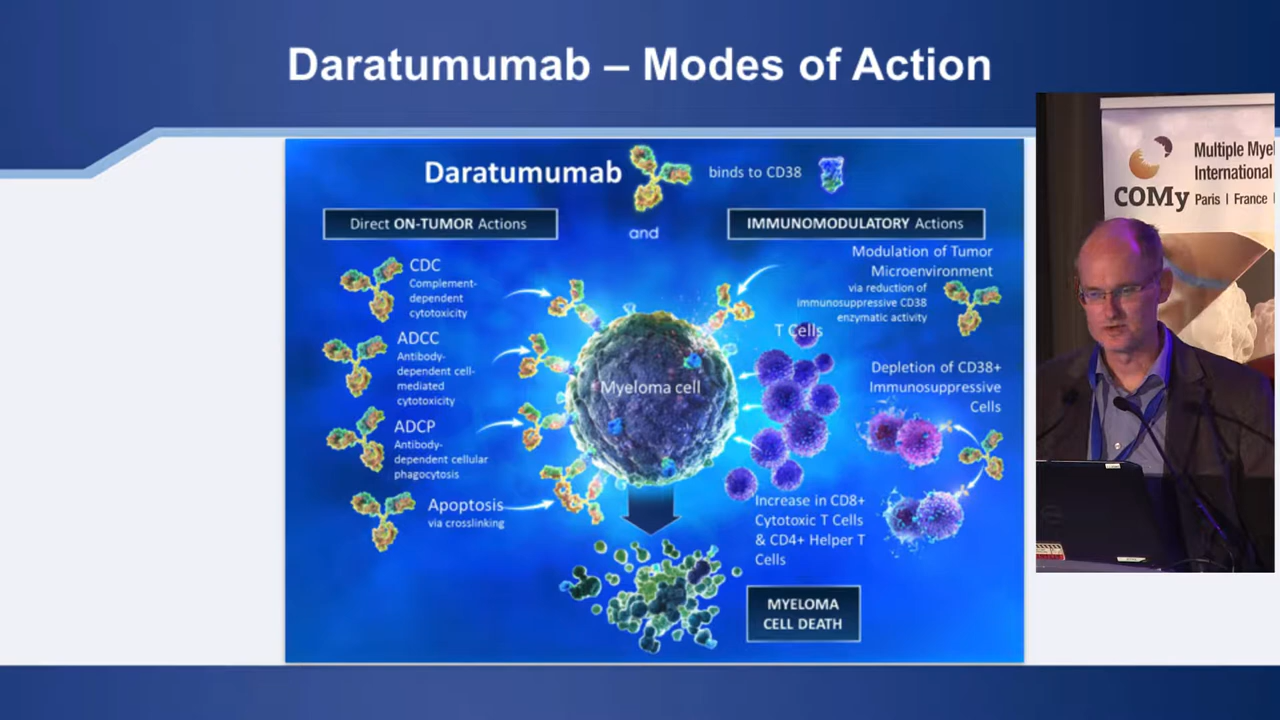 Daratumumab – Modes of Action
Daratumumab
binds to CD38
Direct ON-TUMOR Actions
and
IMMUNOMODULATORY Actions
CDC
Complement-
dependent
cytotoxicity
ADCC
Antibody-
dependent cell-
mediated
cytotoxicity
ADCP
Antibody-
dependent cellular
phagocytosis
Apoptosis
via crosslinking
Myeloma cell
Modulation of Tumor
Microenvironment
via reduction of
immunosuppressive CD38
enzymatic activity
T Cells
Depletion of CD38+
Immunosuppressive
Cells
Increase in CD8+
Cytotoxic T Cells
& CD4+ Helper T
Cells
MYELOMA
CELL DEATH
COMy
Multiple Myel
International
Paris | France |